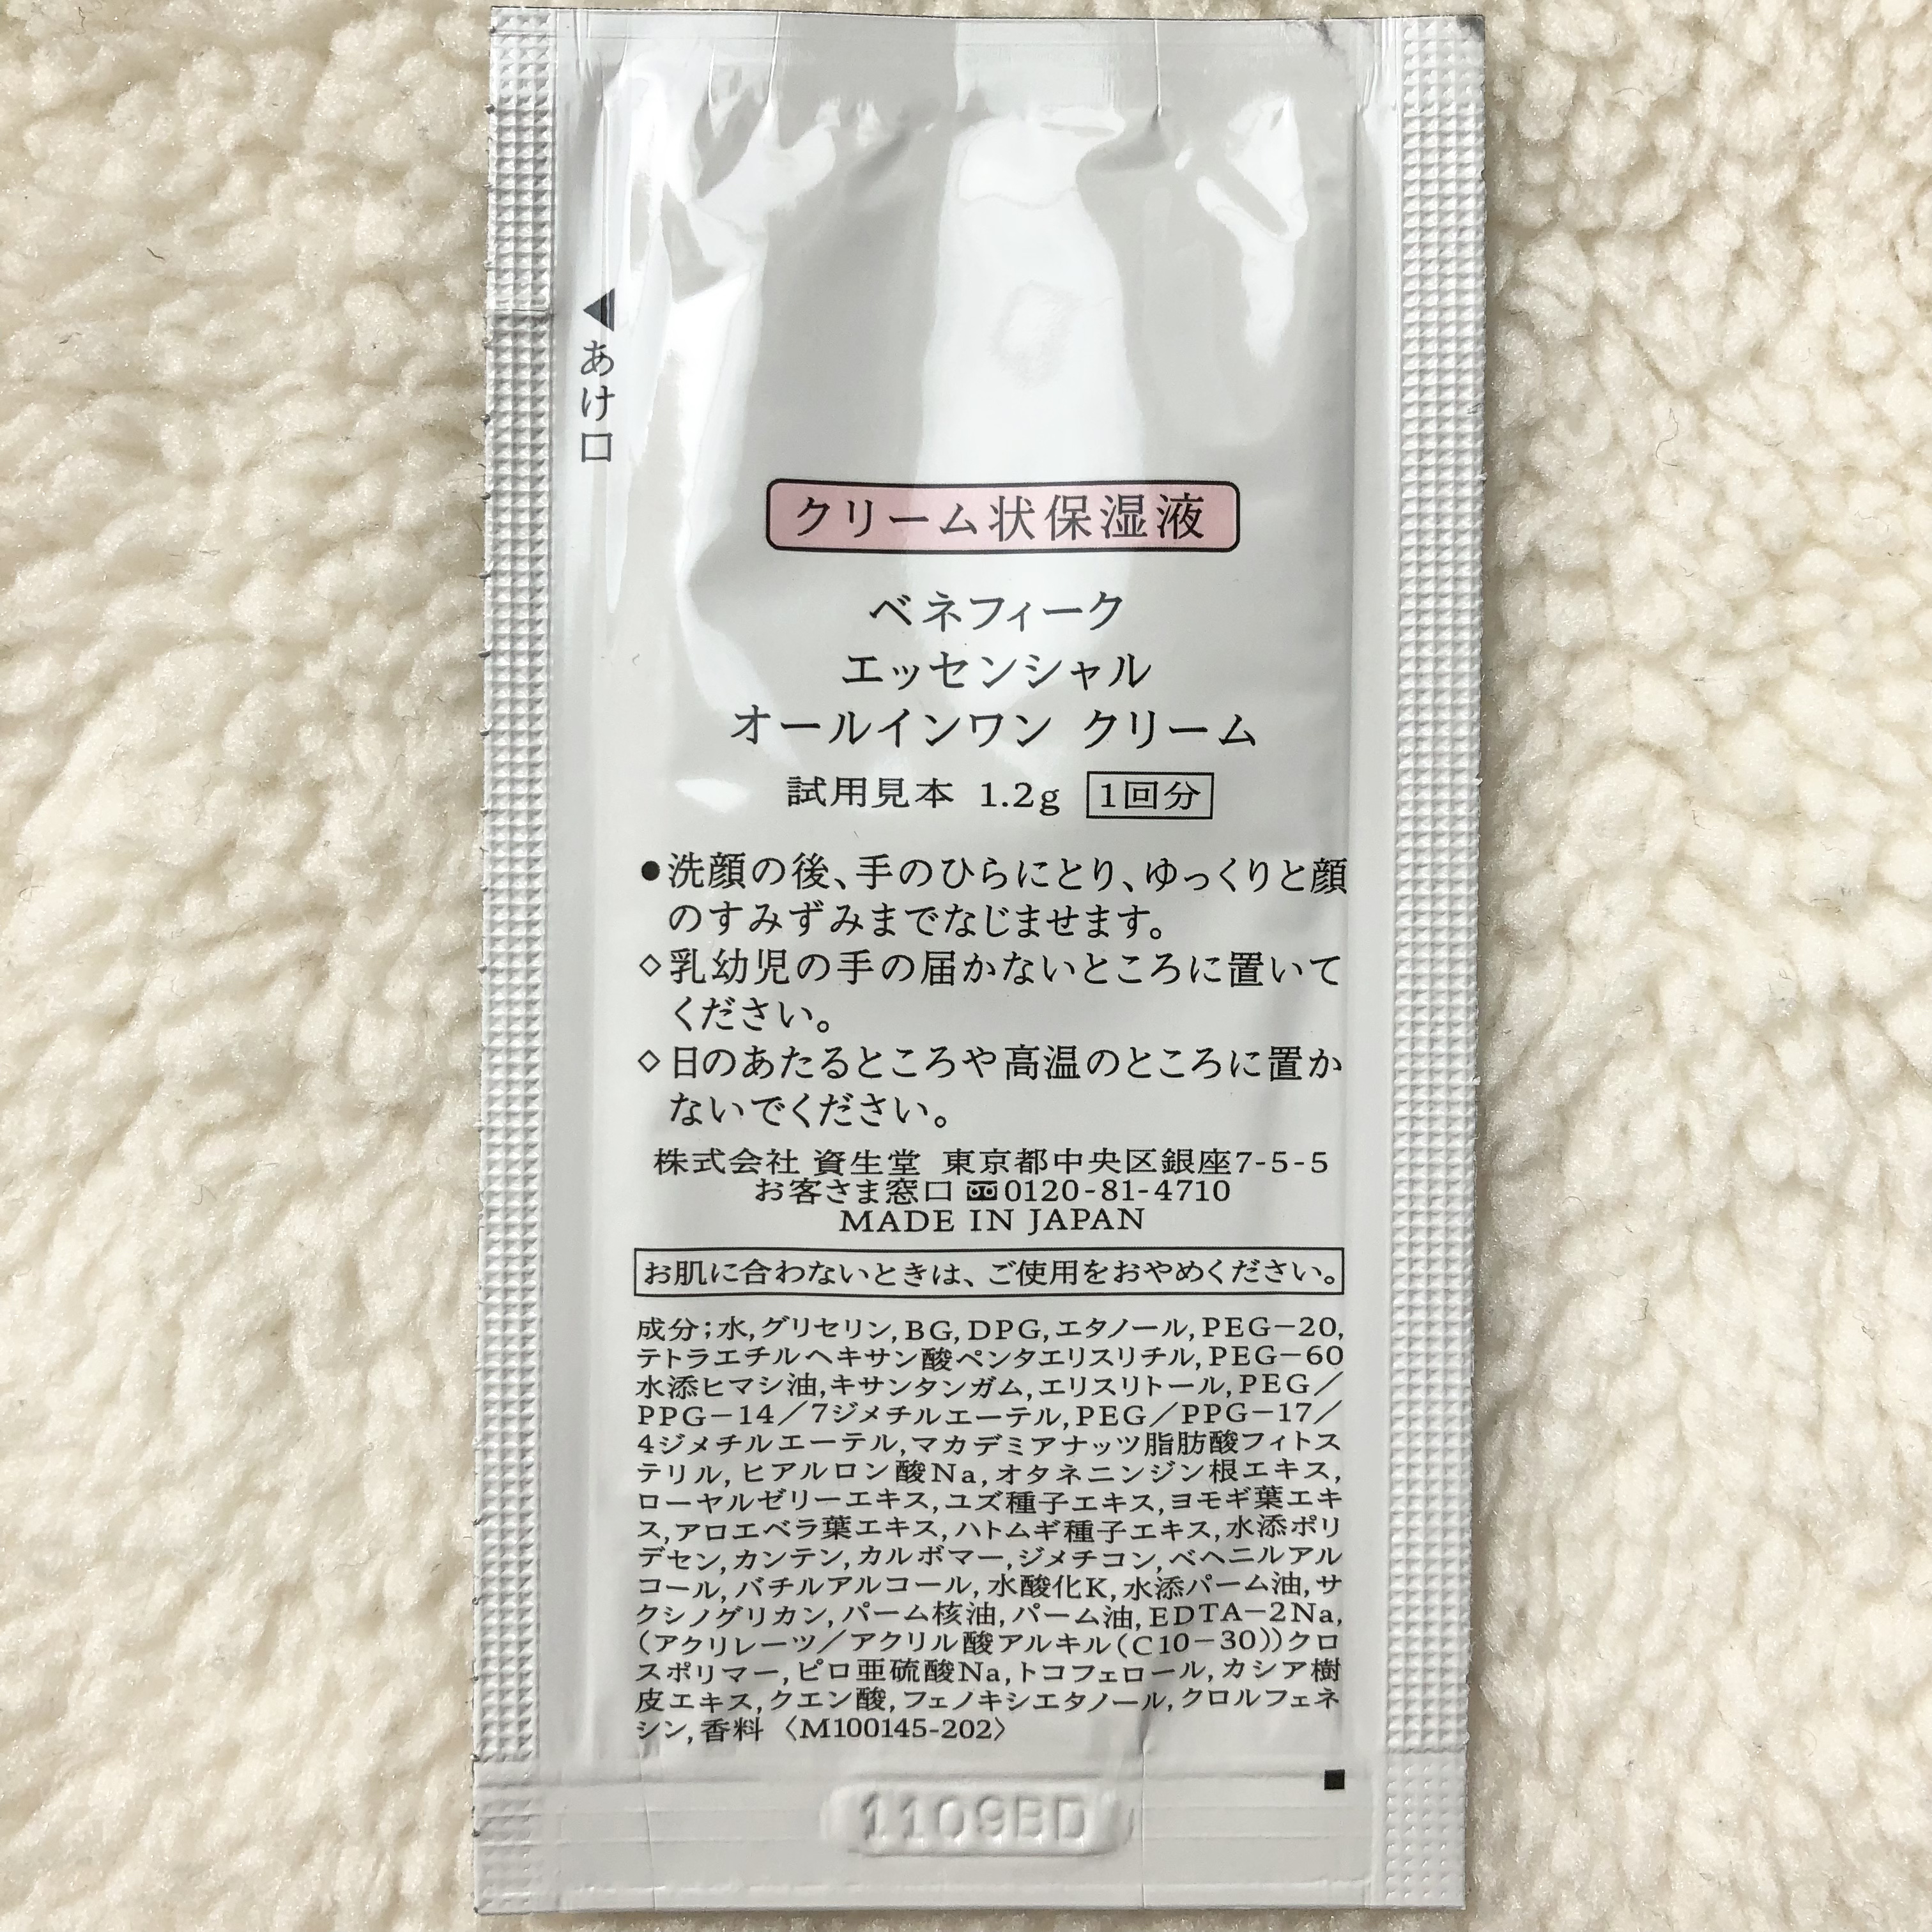 ◀あけ口
クリーム状保湿液
ベネフィーク
エッセンシャル
オールインワン クリーム
試用見本 1.2g 1回分
●洗顔の後、手のひらにとり、ゆっくりと顔
のすみずみまでなじませます。
◇乳幼児の手の届かないところに置いて
ください。
◇日のあたるところや高温のところに置か
ないでください。
株式会社 資生堂 東京都中央区銀座7-5-5
お客さま窓口 0120-81-4710
MADE IN JAPAN
お肌に合わないときは、ご使用をおやめください。
成分;水,グリセリン,BG,DPG,エタノール,PEG−20,
テトラエチルヘキサン酸ペンタエリスリチル,PEG−60
水添ヒマシ油,キサンタンガム,エリスリトール,PEG／
PPG−14／7ジメチルエーテル,PEG／PPG−17／
4ジメチルエーテル,マカデミアナッツ脂肪酸フィトス
テリル,ヒアルロン酸Na,オタネニンジン根エキス,
ローヤルゼリーエキス,ユズ種子エキス,ヨモギ葉エキ
ス,アロエベラ葉エキス,ハトムギ種子エキス,水添ポリ
デセン,カンテン,カルボマー,ジメチコン,ベヘニルアル
コール,バチルアルコール,水酸化K,水添パーム油,サ
クシノグリカン,パーム核油,パーム油,EDTA−2Na,
(アクリレーツ／アクリル酸アルキル(C10−30))クロ
スポリマー,ピロ亜硫酸Na,トコフェロール,カシア樹
皮エキス,クエン酸,フェノキシエタノール,クロルフェネ
シン,香料 〈M100145-202〉
1109BD